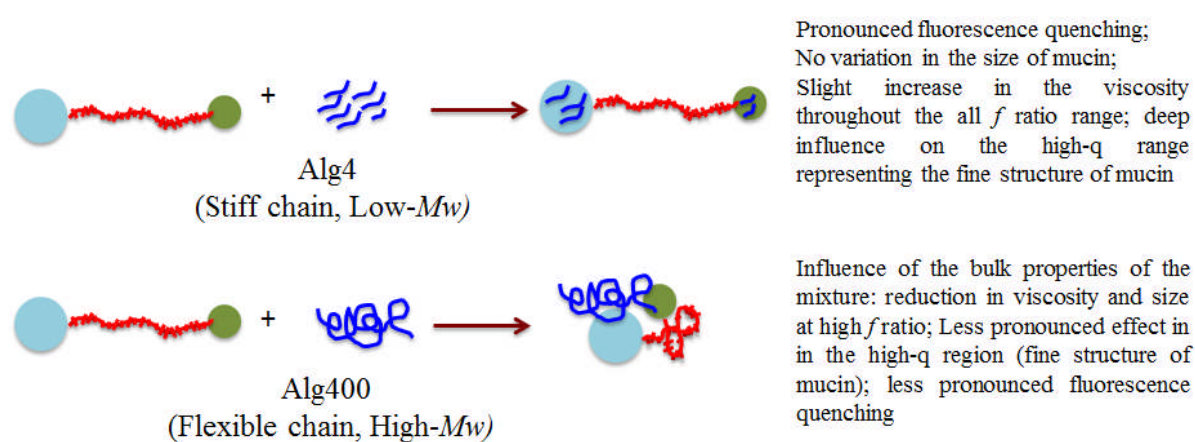 Pronounced fluorescence quenching;
No variation in the size of mucin;
Slight increase in the viscosity
throughout the all f ratio range; deep
influence on the high-q range
representing the fine structure of mucin
+
Alg4
(Stiff chain, Low-Mw)
Influence of the bulk properties of the
mixture: reduction in viscosity and size
at high f ratio; Less pronounced effect in
in the high-q region (fine structure of
mucin); less pronounced fluorescence
quenching
+
Alg400
(Flexible chain, High-Mw)